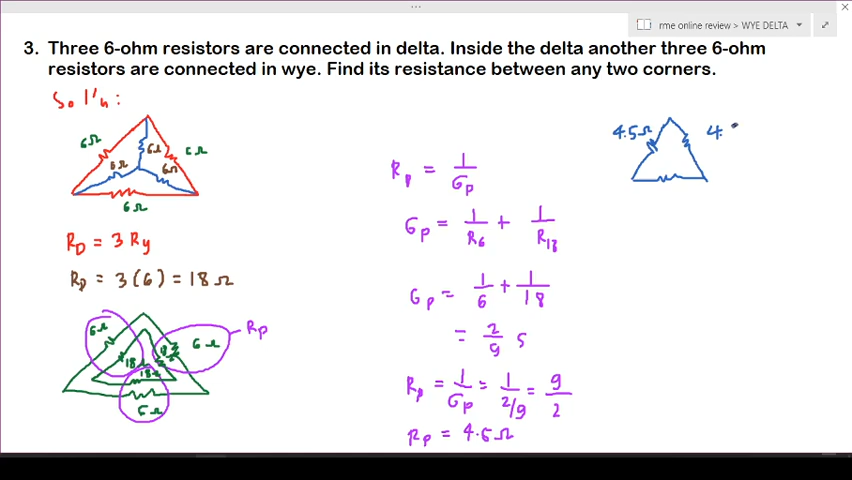 rme online review > WYE DELTA
3. Three 6-ohm resistors are connected in delta. Inside the delta another three 6-ohm
resistors are connected in wye. Find its resistance between any two corners.
Sol'n:
6Ω
6Ω
6Ω
6Ω
6Ω
6Ω
R_D = 3 R_y
R_D = 3(6) = 18 Ω
6Ω
6Ω
18Ω
18Ω
6Ω
R_P
R_P = 1/G_P
G_P = 1/R_6 + 1/R_18
G_P = 1/6 + 1/18
= 2/9 S
R_P = 1/G_P = 1/(2/9) = 9/2
R_P = 4.5Ω
4.5Ω
4.